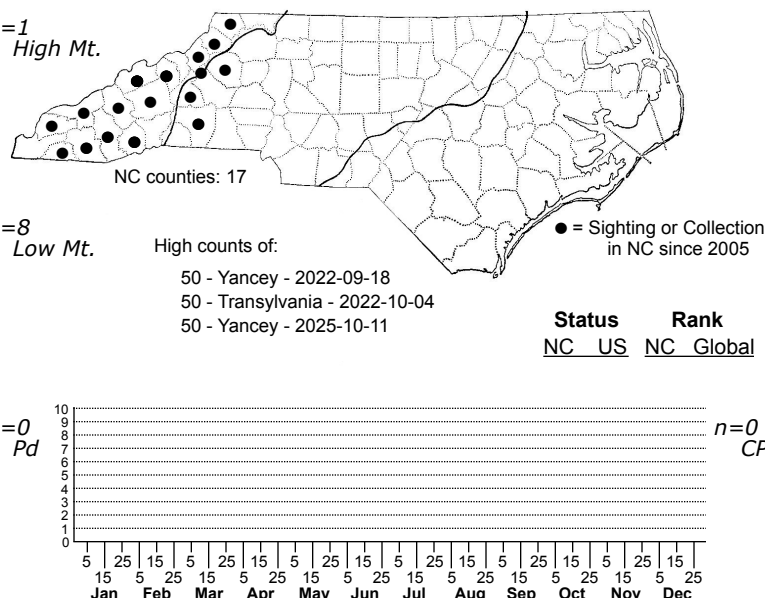 =1
High Mt.
NC counties: 17
=8
Low Mt.
High counts of:
50 - Yancey - 2022-09-18
50 - Transylvania - 2022-10-04
50 - Yancey - 2025-10-11
● = Sighting or Collection
in NC since 2005
Status Rank
NC US NC Global
=0
Pd
n=0
CP
10
9
8
7
6
5
4
3
2
1
0
5 25 15 5 25 15 5 25 15 5 25 15 5 25 15 5 25 15
15 5 25 15 5 25 15 5 25 15 5 25 15 5 25 15 5 25
Jan Feb Mar Apr May Jun Jul Aug Sep Oct Nov Dec